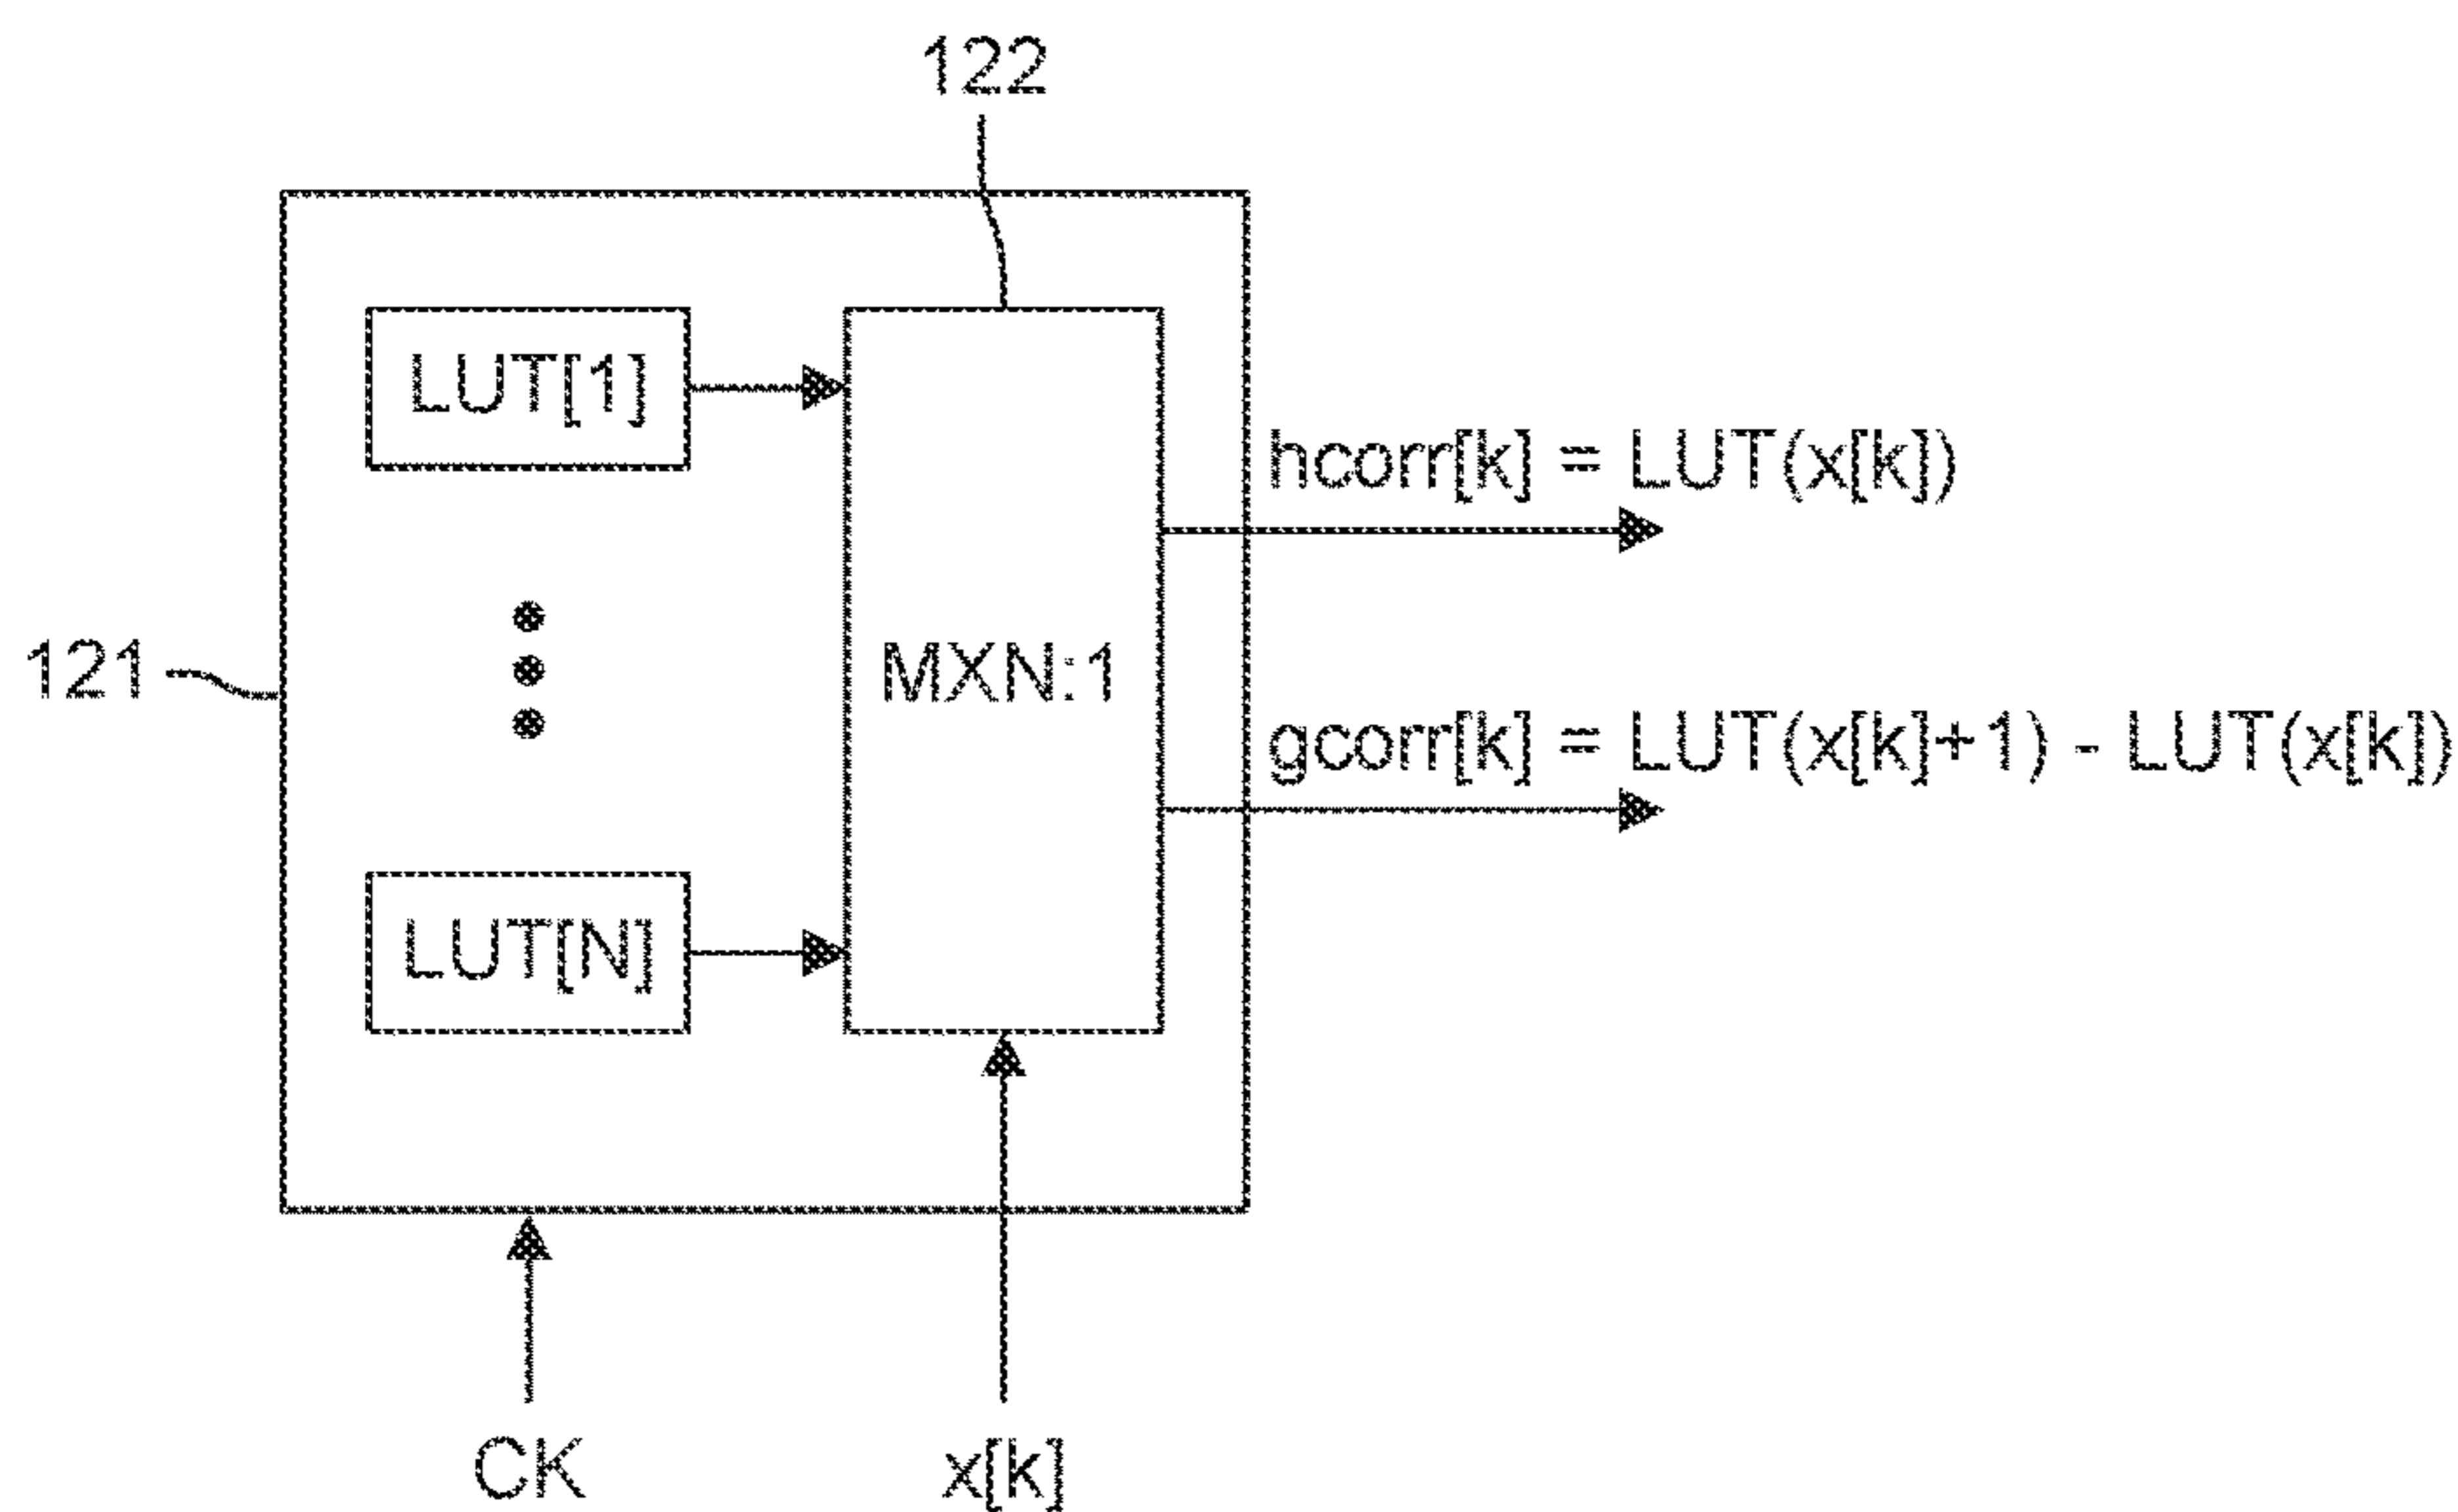 122
LUT[1]
hcorr[k] = LUT(x[k])
121
MXN:1
gcorr[k] = LUT(x[k]+1) - LUT(x[k])
LUT[N]
CK
x[k]